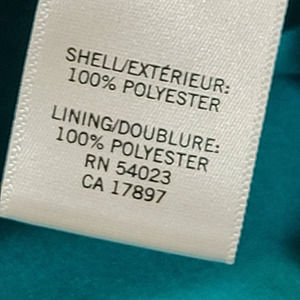 SHELL/EXTÉRIEUR:
100% POLYESTER
LINING/DOUBLURE:
100% POLYESTER
RN 54023
CA 17897